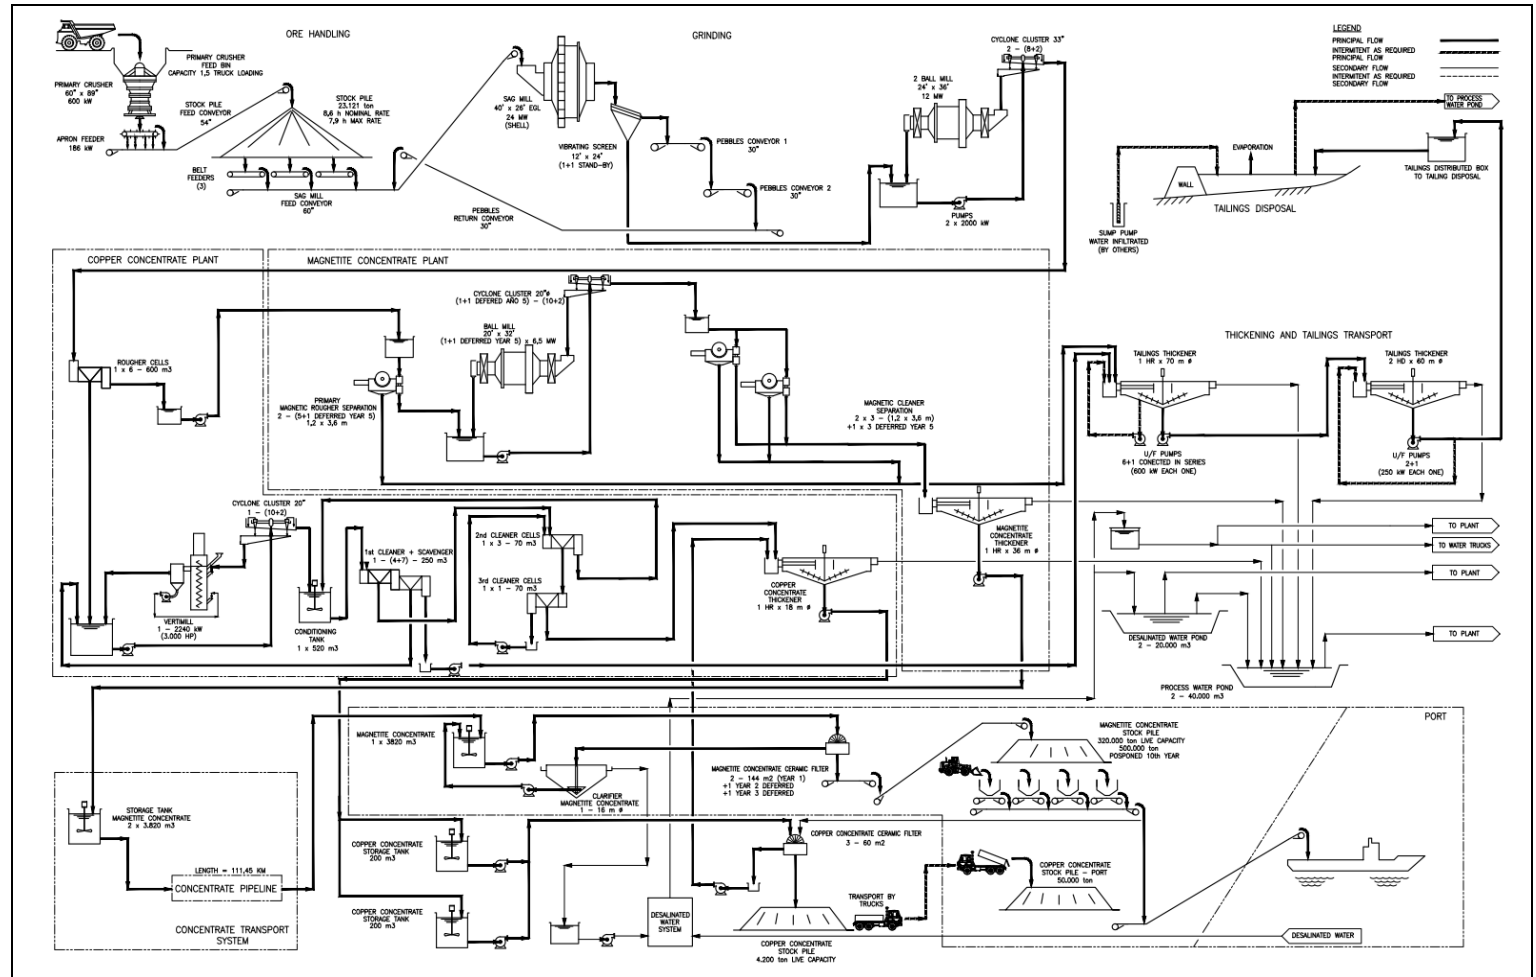 ORE HANDLING
PRIMARY CRUSHER
FEED BIN
CAPACITY 1,5 TRUCK LOADING
PRIMARY CRUSHER
60" x 89"
600 kW
APRON FEEDER
186 kW
STOCK PILE
FEED CONVEYOR
54"
STOCK PILE
23.121 ton
8,6 h NOMINAL RATE
7,9 h MAX RATE
BELT
FEEDERS
(3)
SAG MILL
FEED CONVEYOR
60"
GRINDING
SAG MILL
40' x 26' EGL
24 MW
(SHELL)
VIBRATING SCREEN
12' x 24'
(1+1 STAND-BY)
PEBBLES CONVEYOR 1
30"
PEBBLES CONVEYOR 2
30"
PEBBLES
RETURN CONVEYOR
30"
2 BALL MILL
24' x 36'
12 MW
CYCLONE CLUSTER 33"
2 - (8+2)
PUMPS
2 x 2000 kW
LEGEND
PRINCIPAL FLOW
INTERMITENT AS REQUIRED
PRINCIPAL FLOW
SECONDARY FLOW
INTERMITENT AS REQUIRED
SECONDARY FLOW
TO PROCESS
WATER POND
EVAPORATION
WALL
TAILINGS DISTRIBUTED BOX
TO TAILING DISPOSAL
TAILINGS DISPOSAL
SUMP PUMP
WATER INFILTRATED
(BY OTHERS)
COPPER CONCENTRATE PLANT
ROUGHER CELLS
1 x 6 - 600 m3
MAGNETITE CONCENTRATE PLANT
CYCLONE CLUSTER 20"ø
(1+1 DEFERED AÑO 5) - (10+2)
BALL MILL
20' x 32'
(1+1 DEFERRED YEAR 5) x 6,5 MW
PRIMARY
MAGNETIC ROUGHER SEPARATION
2 - (5+1 DEFERRED YEAR 5)
1,2 x 3,6 m
MAGNETIC CLEANER
SEPARATION
2 x 3 - (1,2 x 3,6 m)
+1 x 3 DEFERRED YEAR 5
THICKENING AND TAILINGS TRANSPORT
TAILINGS THICKENER
1 HR x 70 m ø
TAILINGS THICKENER
2 HD x 60 m ø
U/F PUMPS
6+1 CONECTED IN SERIES
(600 kW EACH ONE)
U/F PUMPS
2+1
(250 kW EACH ONE)
CYCLONE CLUSTER 20"
1 - (10+2)
VERTIMILL
1 - 2240 kW
(3.000 HP)
CONDITIONING
TANK
1 x 520 m3
1st CLEANER + SCAVENGER
1 - (4+7) - 250 m3
2nd CLEANER CELLS
1 x 3 - 70 m3
3rd CLEANER CELLS
1 x 1 - 70 m3
COPPER
CONCENTRATE
THICKENER
1 HR x 18 m ø
MAGNETITE
CONCENTRATE
THICKENER
1 HR x 36 m ø
TO PLANT
TO WATER TRUCKS
TO PLANT
TO PLANT
DESALINATED WATER POND
2 - 20.000 m3
PROCESS WATER POND
2 - 40.000 m3
PORT
MAGNETITE CONCENTRATE
1 x 3820 m3
CLARIFIER
MAGNETITE CONCENTRATE
1 - 16 m ø
MAGNETITE CONCENTRATE CERAMIC FILTER
2 - 144 m2 (YEAR 1)
+1 YEAR 2 DEFERRED
+1 YEAR 3 DEFERRED
MAGNETITE CONCENTRATE
STOCK PILE
320.000 ton LIVE CAPACITY
500.000 ton
POSPONED 10th YEAR
STORAGE TANK
MAGNETITE CONCENTRATE
2 x 3.820 m3
LENGTH = 111,45 KM
CONCENTRATE PIPELINE
CONCENTRATE TRANSPORT
SYSTEM
COPPER CONCENTRATE
STORAGE TANK
200 m3
COPPER CONCENTRATE
STORAGE TANK
200 m3
COPPER CONCENTRATE CERAMIC FILTER
3 - 60 m2
DESALINATED
WATER
SYSTEM
COPPER CONCENTRATE
STOCK PILE
4.200 ton LIVE CAPACITY
TRANSPORT BY
TRUCKS
COPPER CONCENTRATE
STOCK PILE - PORT
50.000 ton
DESALINATED WATER